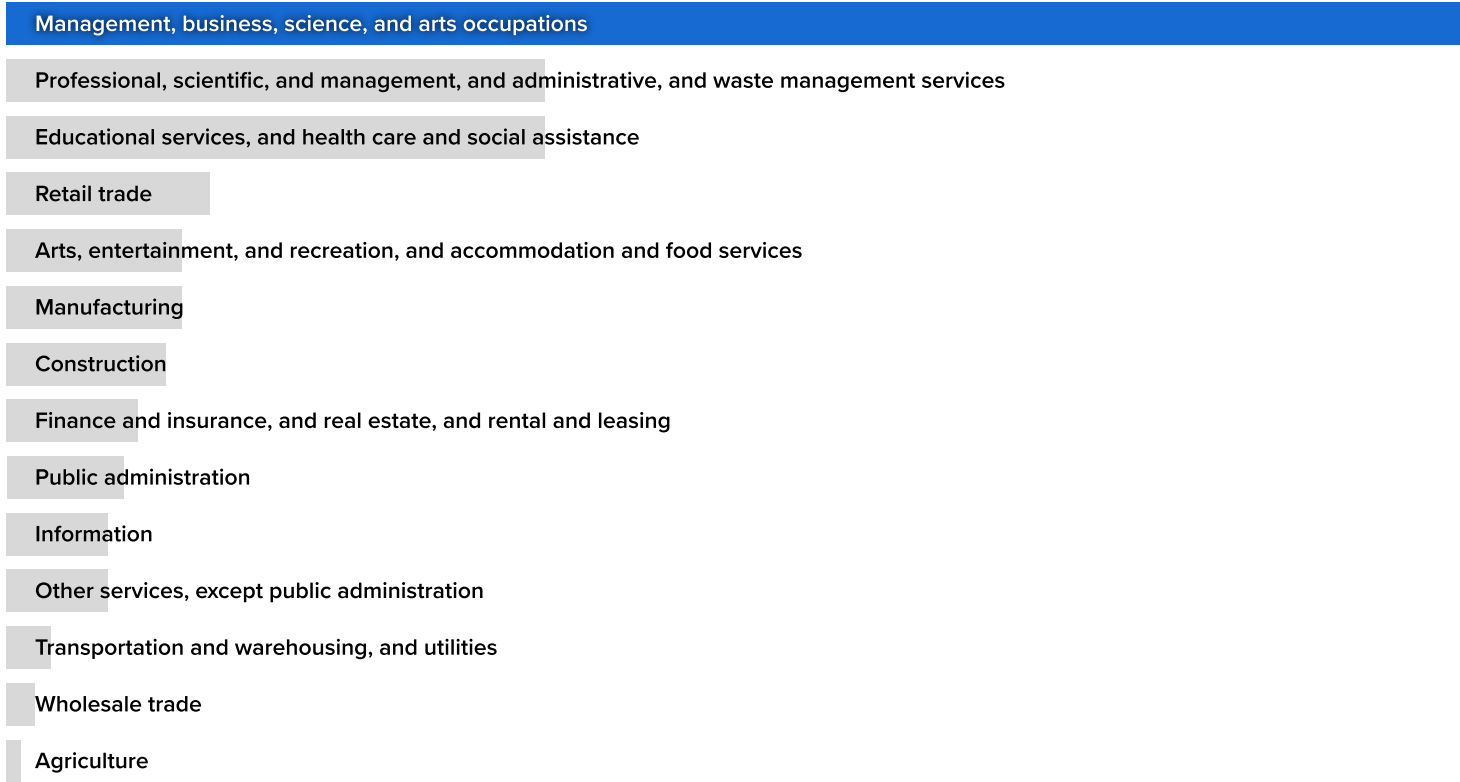 Management, business, science, and arts occupations
Professional, scientific, and management, and administrative, and waste management services
Educational services, and health care and social assistance
Retail trade
Arts, entertainment, and recreation, and accommodation and food services
Manufacturing
Construction
Finance and insurance, and real estate, and rental and leasing
Public administration
Information
Other services, except public administration
Transportation and warehousing, and utilities
Wholesale trade
Agriculture